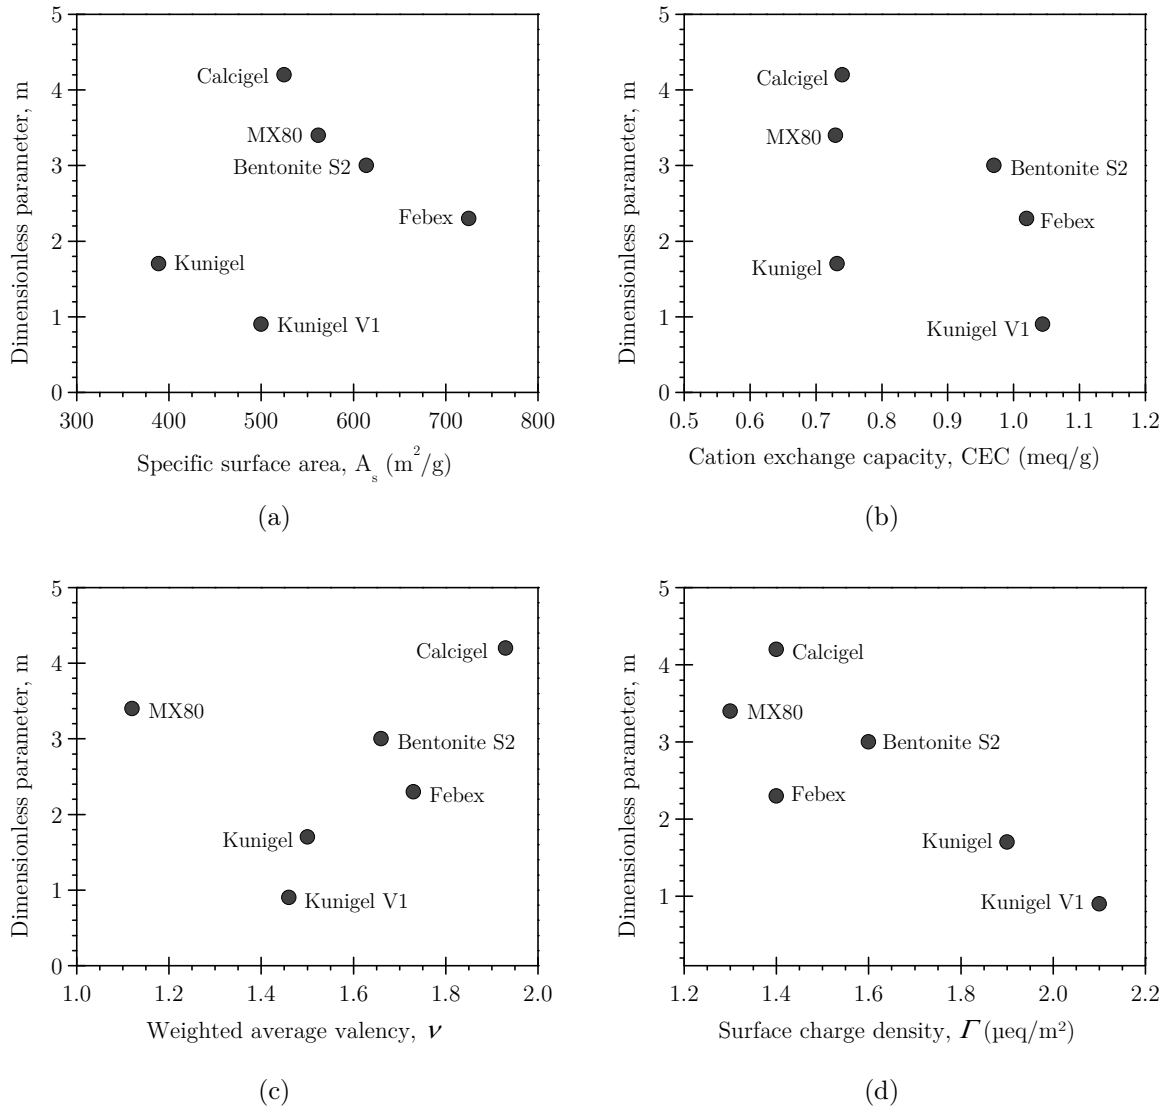 5
4
3
2
1
0
Dimensionless parameter, m
Calcigel
MX80
Bentonite S2
Febex
Kunigel
Kunigel V1
300 400 500 600 700 800
Specific surface area, A_s (m²/g)
(a)
5
4
3
2
1
0
Dimensionless parameter, m
Calcigel
MX80
Bentonite S2
Febex
Kunigel
Kunigel V1
0.5 0.6 0.7 0.8 0.9 1.0 1.1 1.2
Cation exchange capacity, CEC (meq/g)
(b)
5
4
3
2
1
0
Dimensionless parameter, m
Calcigel
MX80
Bentonite S2
Febex
Kunigel
Kunigel V1
1.0 1.2 1.4 1.6 1.8 2.0
Weighted average valency, ν
(c)
5
4
3
2
1
Dimensionless parameter, m
Calcigel
MX80
Bentonite S2
Febex
Kunigel
Kunigel V1
1.2 1.4 1.6 1.8 2.0 2.2
Surface charge density, Γ (µeq/m²)
(d)